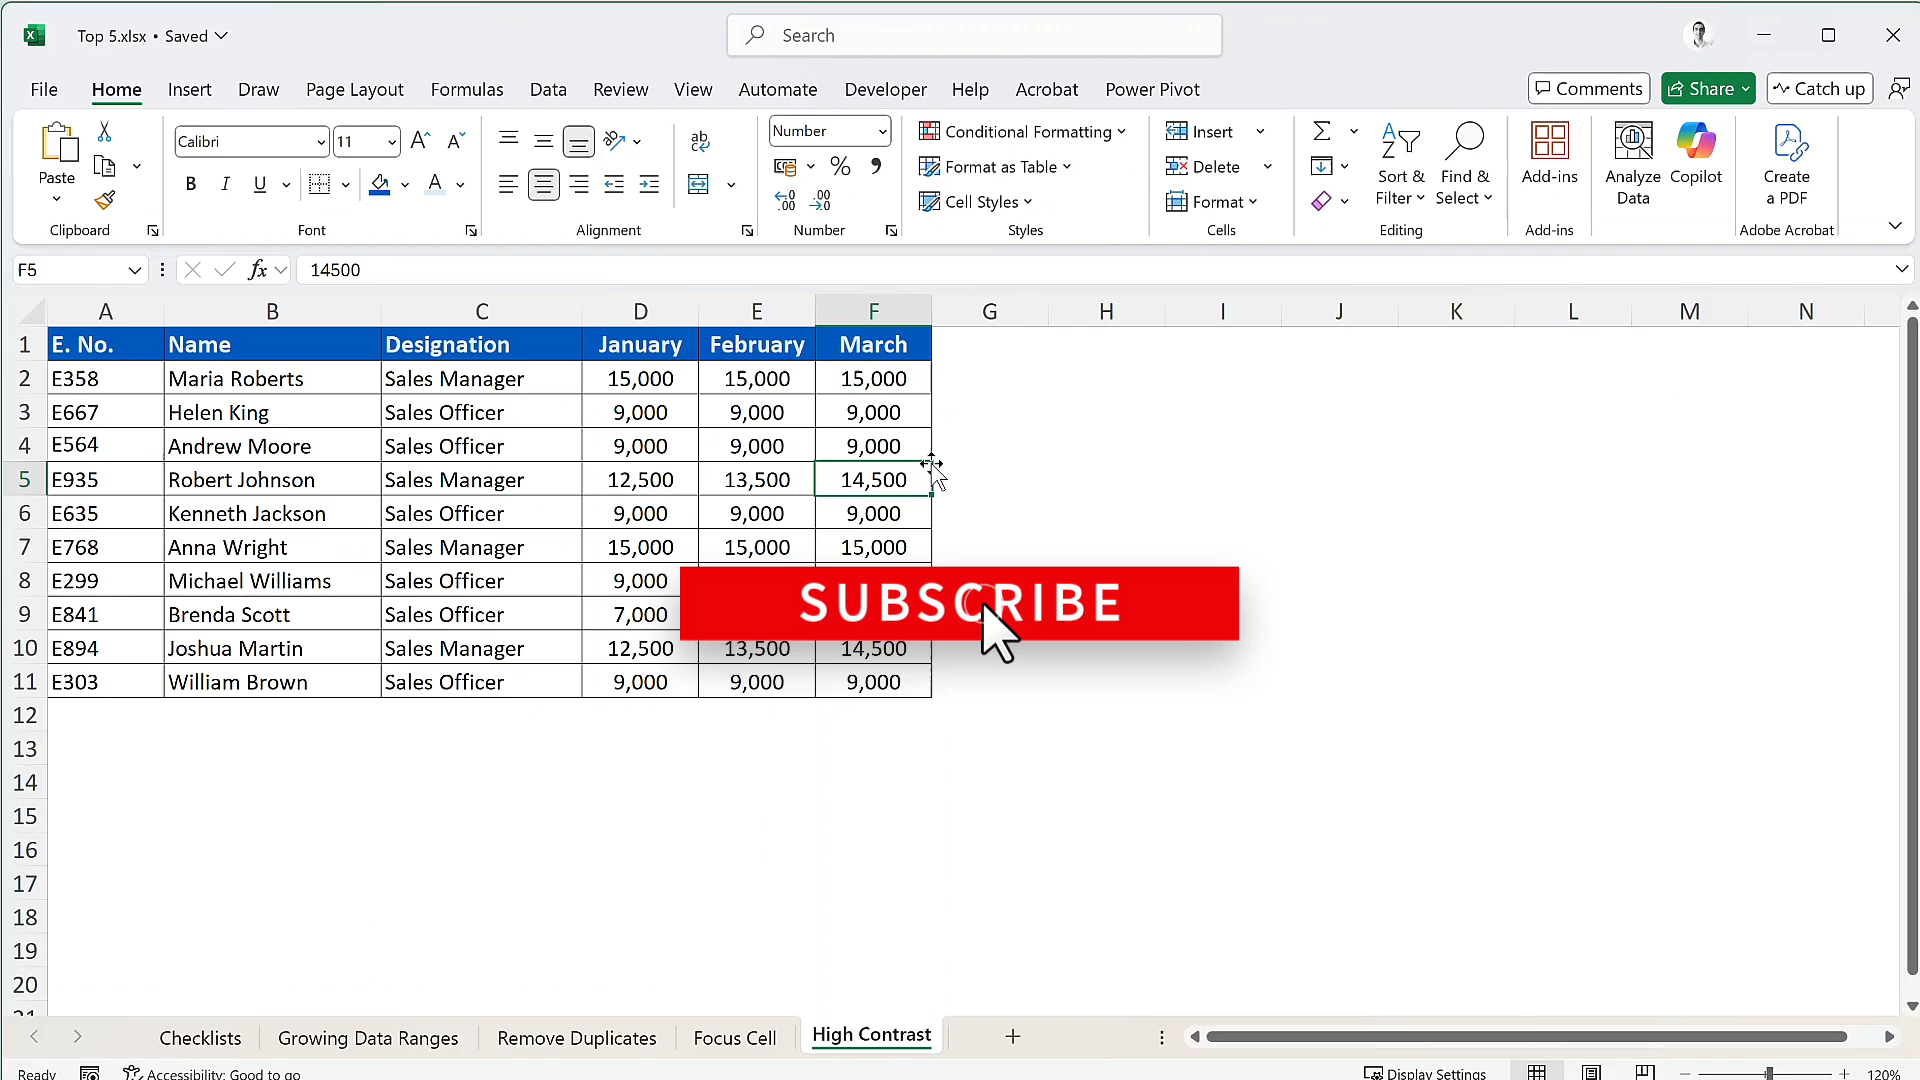 Top 5.xlsx • Saved
Search
File Home Insert Draw Page Layout Formulas Data Review View Automate Developer Help Acrobat Power Pivot
Comments Share Catch up
Paste
Clipboard
Calibri 11
B I U A
Font
ab
Alignment
Number
% ,
Number
Conditional Formatting
Format as Table
Cell Styles
Styles
Insert
Delete
Format
Cells
Sort & Filter
Find & Select
Editing
Add-ins
Add-ins
Analyze Data
Copilot
Create a PDF
Adobe Acrobat
F5 fx 14500
A B C D E F G H I J K L M N
1 E. No. Name Designation January February March
2 E358 Maria Roberts Sales Manager 15,000 15,000 15,000
3 E667 Helen King Sales Officer 9,000 9,000 9,000
4 E564 Andrew Moore Sales Officer 9,000 9,000 9,000
5 E935 Robert Johnson Sales Manager 12,500 13,500 14,500
6 E635 Kenneth Jackson Sales Officer 9,000 9,000 9,000
7 E768 Anna Wright Sales Manager 15,000 15,000 15,000
8 E299 Michael Williams Sales Officer 9,000
SUBSCRIBE
9 E841 Brenda Scott Sales Officer 7,000
10 E894 Joshua Martin Sales Manager 12,500 13,500 14,500
11 E303 William Brown Sales Officer 9,000 9,000 9,000
12
13
14
15
16
17
18
19
20
21
Checklists Growing Data Ranges Remove Duplicates Focus Cell High Contrast
Ready Accessibility: Good to go Display Settings 120%